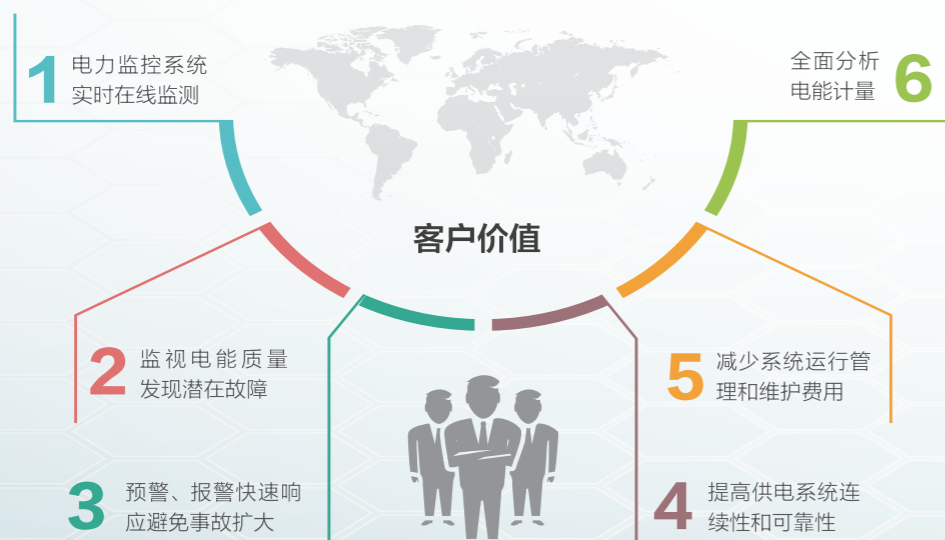 1 电力监控系统
实时在线监测
全面分析 6
电能计量
客户价值
2 监视电能质量
发现潜在故障
5 减少系统运行管
理和维护费用
3 预警、报警快速响
应避免事故扩大
4 提高供电系统连
续性和可靠性